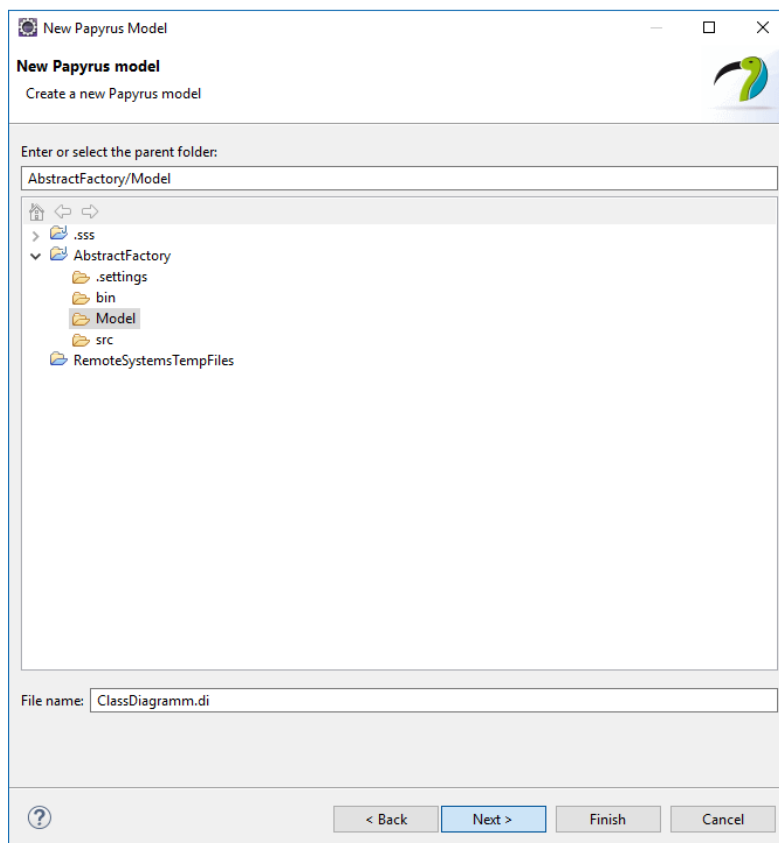 New Papyrus Model
New Papyrus model
Create a new Papyrus model
Enter or select the parent folder:
AbstractFactory/Model
.sss
AbstractFactory
.settings
bin
Model
src
RemoteSystemsTempFiles
File name: ClassDiagramm.di
? < Back Next > Finish Cancel